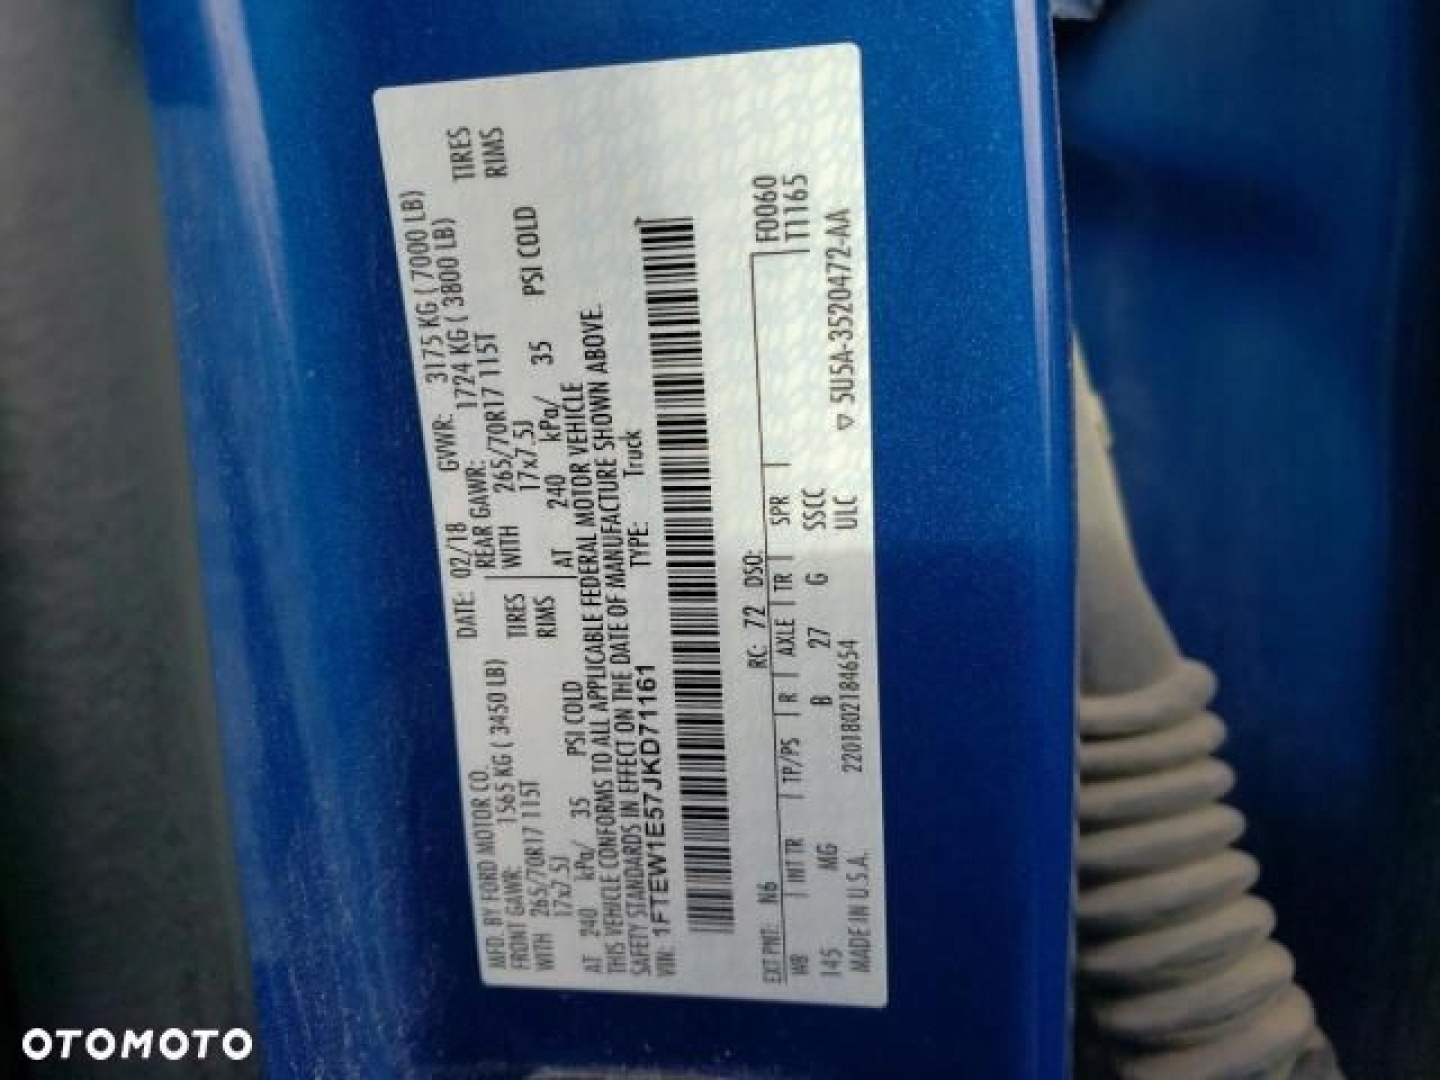 MFD. BY FORD MOTOR CO.
DATE: 02/18 GVWR: 3175 KG ( 7000 LB)
FRONT GAWR: 1565 KG ( 3450 LB) REAR GAWR: 1724 KG ( 3800 LB)
WITH 265/70R17 115T TIRES WITH 265/70R17 115T TIRES
17x7.5J RIMS 17x7.5J RIMS
AT 240 kPa/ 35 PSI COLD AT 240 kPa/ 35 PSI COLD
THIS VEHICLE CONFORMS TO ALL APPLICABLE FEDERAL MOTOR VEHICLE
SAFETY STANDARDS IN EFFECT ON THE DATE OF MANUFACTURE SHOWN ABOVE.
VIN: 1FTEW1E57JKD71161 TYPE: Truck
F0060
EXT PNT: N6 RC: 72 DSO: T1165
WB INT TR TP/PS R AXLE TR SPR
145 MG B 27 G SSCC
MADE IN U.S.A. 2201802184654 ULC ▽ 5U5A-3520472-AA
OTOMOTO